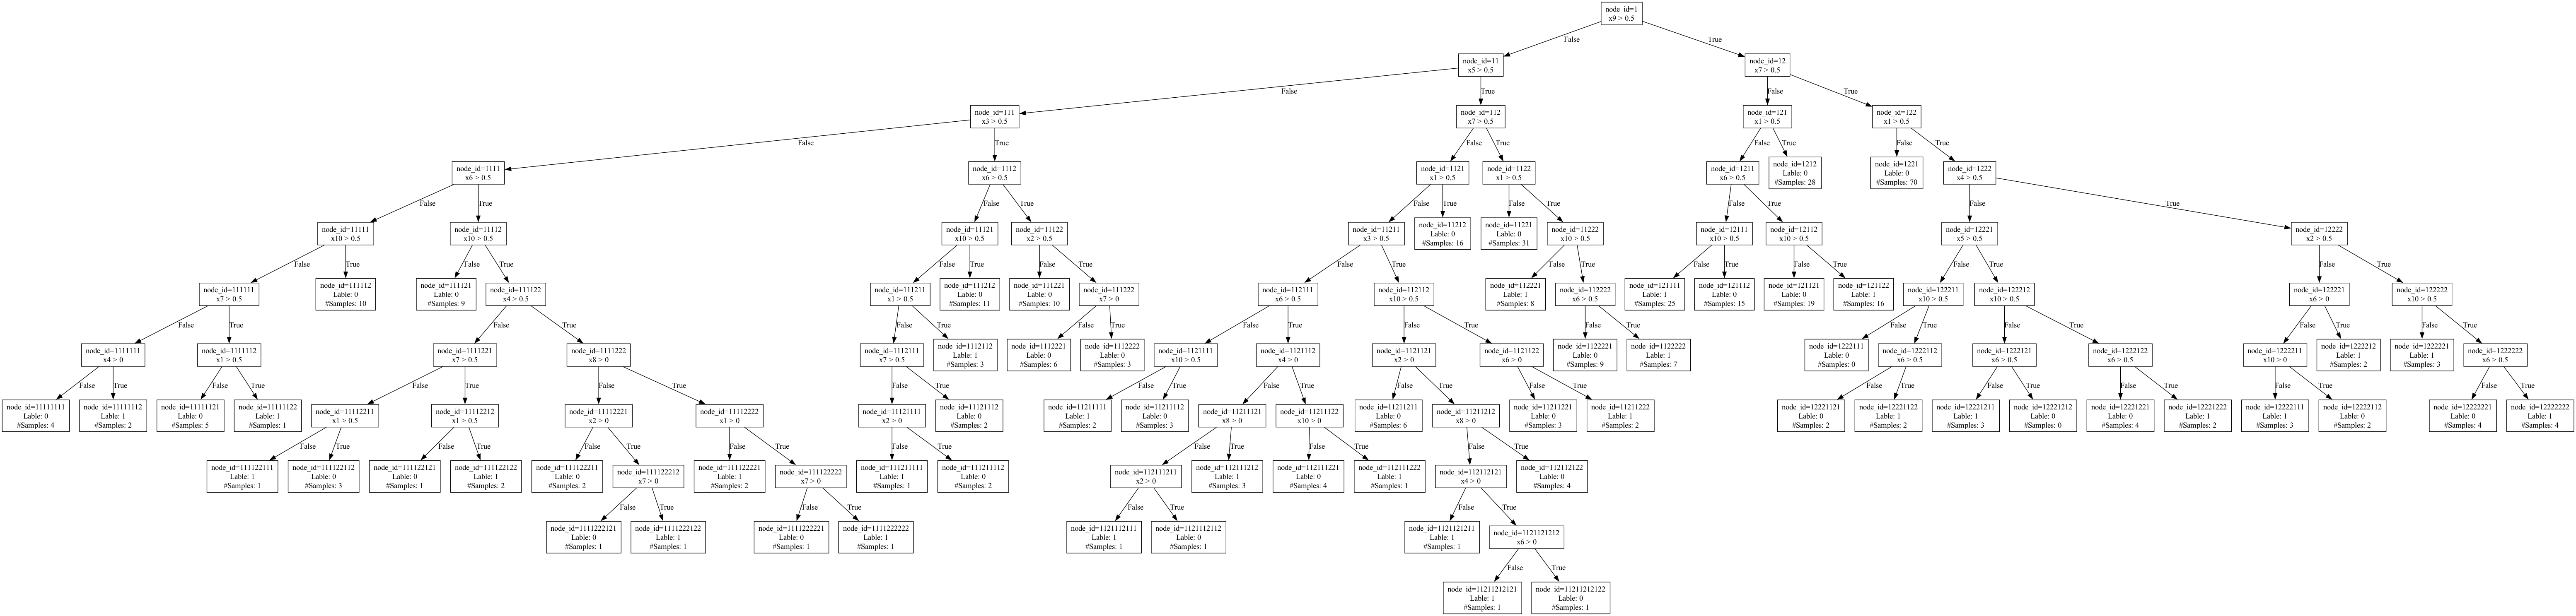 node_id=1
x9 > 0.5
False
True
node_id=11
x5 > 0.5
node_id=12
x7 > 0.5
False
True
False
True
node_id=111
x3 > 0.5
node_id=112
x7 > 0.5
node_id=121
x1 > 0.5
node_id=122
x1 > 0.5
False
True
False
True
False
True
False
True
node_id=1111
x6 > 0.5
node_id=1112
x6 > 0.5
node_id=1121
x1 > 0.5
node_id=1122
x1 > 0.5
node_id=1211
x6 > 0.5
node_id=1212
Lable: 0
#Samples: 28
node_id=1221
Lable: 0
#Samples: 70
node_id=1222
x4 > 0.5
False
True
False
True
False
True
False
True
False
True
False
True
node_id=11111
x10 > 0.5
node_id=11112
x10 > 0.5
node_id=11121
x10 > 0.5
node_id=11122
x2 > 0.5
node_id=11211
x3 > 0.5
node_id=11212
Lable: 0
#Samples: 16
node_id=11221
Lable: 0
#Samples: 31
node_id=11222
x10 > 0.5
node_id=12111
x10 > 0.5
node_id=12112
x10 > 0.5
node_id=12221
x5 > 0.5
node_id=12222
x2 > 0.5
False
True
False
True
False
True
False
True
False
True
False
True
False
True
False
True
False
True
False
True
node_id=111111
x7 > 0.5
node_id=111112
Lable: 0
#Samples: 10
node_id=111121
Lable: 0
#Samples: 9
node_id=111122
x4 > 0.5
node_id=111211
x1 > 0.5
node_id=111212
Lable: 0
#Samples: 11
node_id=111221
Lable: 0
#Samples: 10
node_id=111222
x7 > 0
node_id=112111
x6 > 0.5
node_id=112112
x10 > 0.5
node_id=112221
Lable: 1
#Samples: 8
node_id=112222
x6 > 0.5
node_id=121111
Lable: 1
#Samples: 25
node_id=121112
Lable: 0
#Samples: 15
node_id=121121
Lable: 0
#Samples: 19
node_id=121122
Lable: 1
#Samples: 16
node_id=122211
x10 > 0.5
node_id=122212
x10 > 0.5
node_id=122221
x6 > 0
node_id=122222
x10 > 0.5
False
True
False
True
False
True
False
True
False
True
False
True
False
True
False
True
False
True
False
True
False
True
node_id=1111111
x4 > 0
node_id=1111112
x1 > 0.5
node_id=1111221
x7 > 0.5
node_id=1111222
x8 > 0
node_id=1112111
x7 > 0.5
node_id=1112112
Lable: 1
#Samples: 3
node_id=1112221
Lable: 0
#Samples: 6
node_id=1112222
Lable: 0
#Samples: 3
node_id=1121111
x10 > 0.5
node_id=1121112
x4 > 0
node_id=1121121
x2 > 0
node_id=1121122
x6 > 0
node_id=1122221
Lable: 0
#Samples: 9
node_id=1122222
Lable: 1
#Samples: 7
node_id=1222111
Lable: 0
#Samples: 0
node_id=1222112
x6 > 0.5
node_id=1222121
x6 > 0.5
node_id=1222122
x6 > 0.5
node_id=1222211
x10 > 0
node_id=1222212
Lable: 1
#Samples: 2
node_id=1222221
Lable: 1
#Samples: 3
node_id=1222222
x6 > 0.5
False
True
False
True
False
True
False
True
False
True
False
True
False
True
False
True
False
True
False
True
False
True
False
True
False
True
False
True
node_id=11111111
Lable: 0
#Samples: 4
node_id=11111112
Lable: 1
#Samples: 2
node_id=11111121
Lable: 0
#Samples: 5
node_id=11111122
Lable: 1
#Samples: 1
node_id=11112211
x1 > 0.5
node_id=11112212
x1 > 0.5
node_id=11112221
x2 > 0
node_id=11112222
x1 > 0
node_id=11121111
x2 > 0
node_id=11121112
Lable: 0
#Samples: 2
node_id=11211111
Lable: 1
#Samples: 2
node_id=11211112
Lable: 0
#Samples: 3
node_id=11211121
x8 > 0
node_id=11211122
x10 > 0
node_id=11211211
Lable: 0
#Samples: 6
node_id=11211212
x8 > 0
node_id=11211221
Lable: 0
#Samples: 3
node_id=11211222
Lable: 1
#Samples: 2
node_id=12221121
Lable: 0
#Samples: 2
node_id=12221122
Lable: 1
#Samples: 2
node_id=12221211
Lable: 1
#Samples: 3
node_id=12221212
Lable: 0
#Samples: 0
node_id=12221221
Lable: 0
#Samples: 4
node_id=12221222
Lable: 1
#Samples: 2
node_id=12222111
Lable: 1
#Samples: 3
node_id=12222112
Lable: 0
#Samples: 2
node_id=12222221
Lable: 0
#Samples: 4
node_id=12222222
Lable: 1
#Samples: 4
False
True
False
True
False
True
False
True
False
True
False
True
False
True
False
True
node_id=111122111
Lable: 1
#Samples: 1
node_id=111122112
Lable: 0
#Samples: 3
node_id=111122121
Lable: 0
#Samples: 1
node_id=111122122
Lable: 1
#Samples: 2
node_id=111122211
Lable: 0
#Samples: 2
node_id=111122212
x7 > 0
node_id=111122221
Lable: 1
#Samples: 2
node_id=111122222
x7 > 0
node_id=111211111
Lable: 1
#Samples: 1
node_id=111211112
Lable: 0
#Samples: 2
node_id=112111211
x2 > 0
node_id=112111212
Lable: 1
#Samples: 3
node_id=112111221
Lable: 0
#Samples: 4
node_id=112111222
Lable: 1
#Samples: 1
node_id=112112121
x4 > 0
node_id=112112122
Lable: 0
#Samples: 4
False
True
False
True
False
True
False
True
node_id=1111222121
Lable: 0
#Samples: 1
node_id=1111222122
Lable: 1
#Samples: 1
node_id=1111222221
Lable: 0
#Samples: 1
node_id=1111222222
Lable: 1
#Samples: 1
node_id=1121112111
Lable: 1
#Samples: 1
node_id=1121112112
Lable: 0
#Samples: 1
node_id=1121121211
Lable: 1
#Samples: 1
node_id=1121121212
x6 > 0
False
True
node_id=11211212121
Lable: 1
#Samples: 1
node_id=11211212122
Lable: 0
#Samples: 1